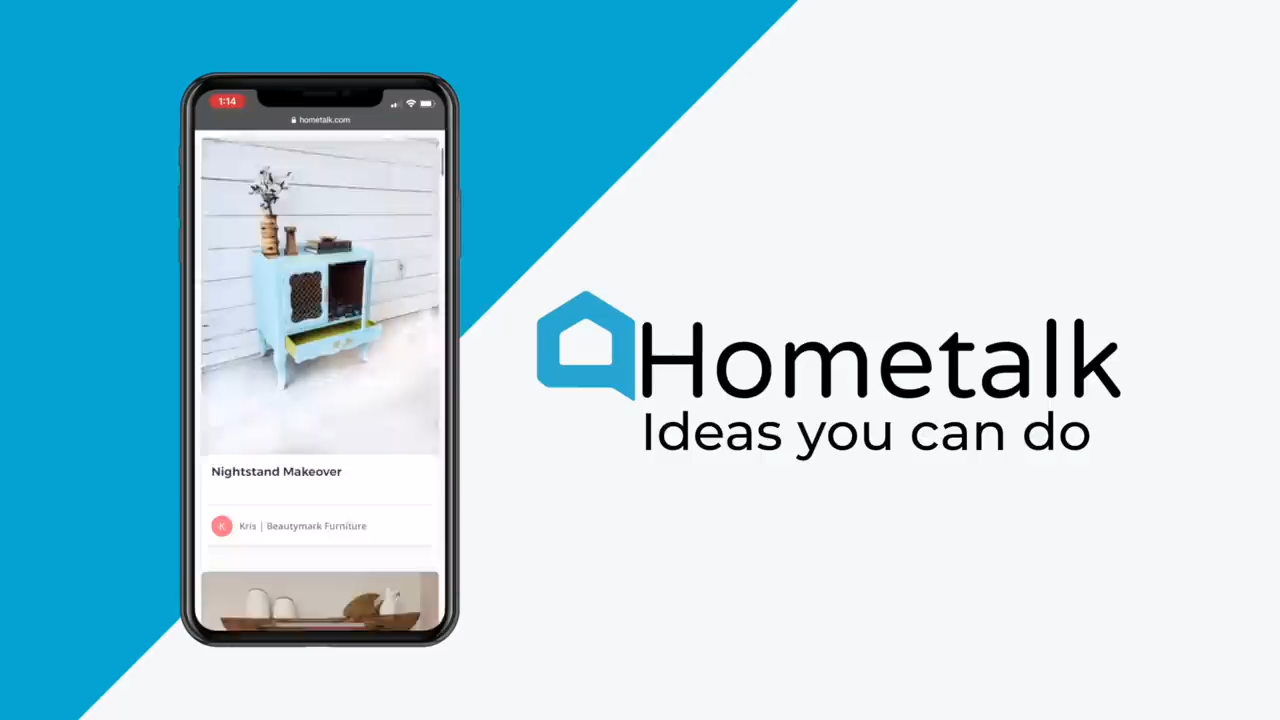 1:14
hometalk.com
Nightstand Makeover
K
Kris | Beautymark Furniture
Hometalk
Ideas you can do